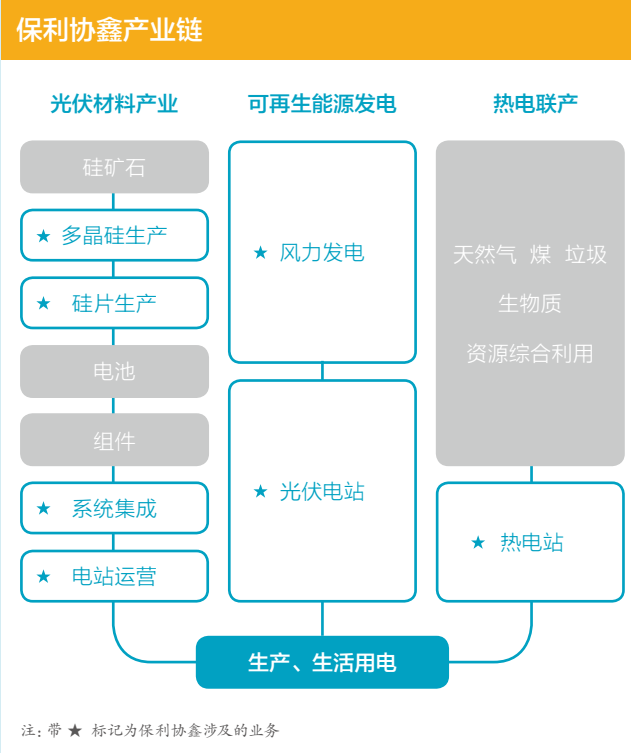 保利协鑫产业链
光伏材料产业
可再生能源发电
热电联产
硅矿石
★ 多晶硅生产
★ 硅片生产
电池
组件
★ 系统集成
★ 电站运营
★ 风力发电
★ 光伏电站
天然气 煤 垃圾
生物质
资源综合利用
★ 热电站
生产、生活用电
注: 带 ★ 标记为保利协鑫涉及的业务